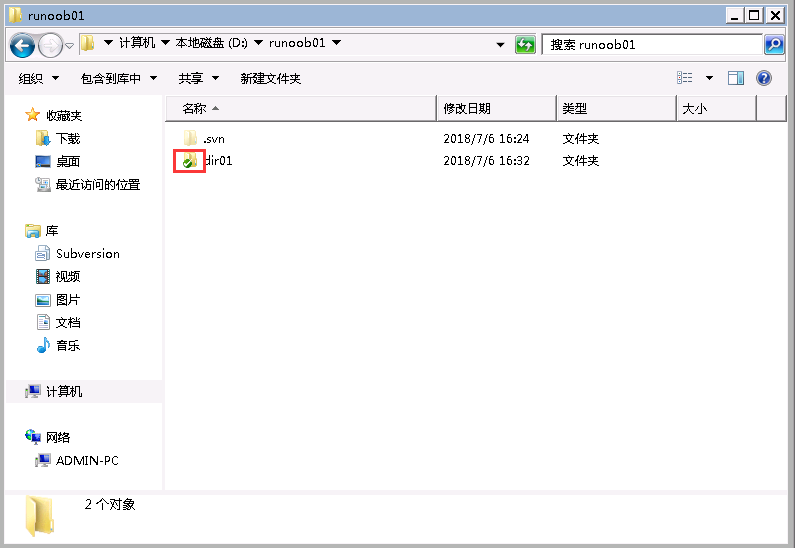 runoob01
计算机 本地磁盘 (D:) runoob01 搜索 runoob01
组织 包含到库中 共享 新建文件夹
名称 修改日期 类型 大小
收藏夹
下载
桌面
最近访问的位置
库
Subversion
视频
图片
文档
音乐
计算机
网络
ADMIN-PC
.svn 2018/7/6 16:24 文件夹
dir01 2018/7/6 16:32 文件夹
2 个对象